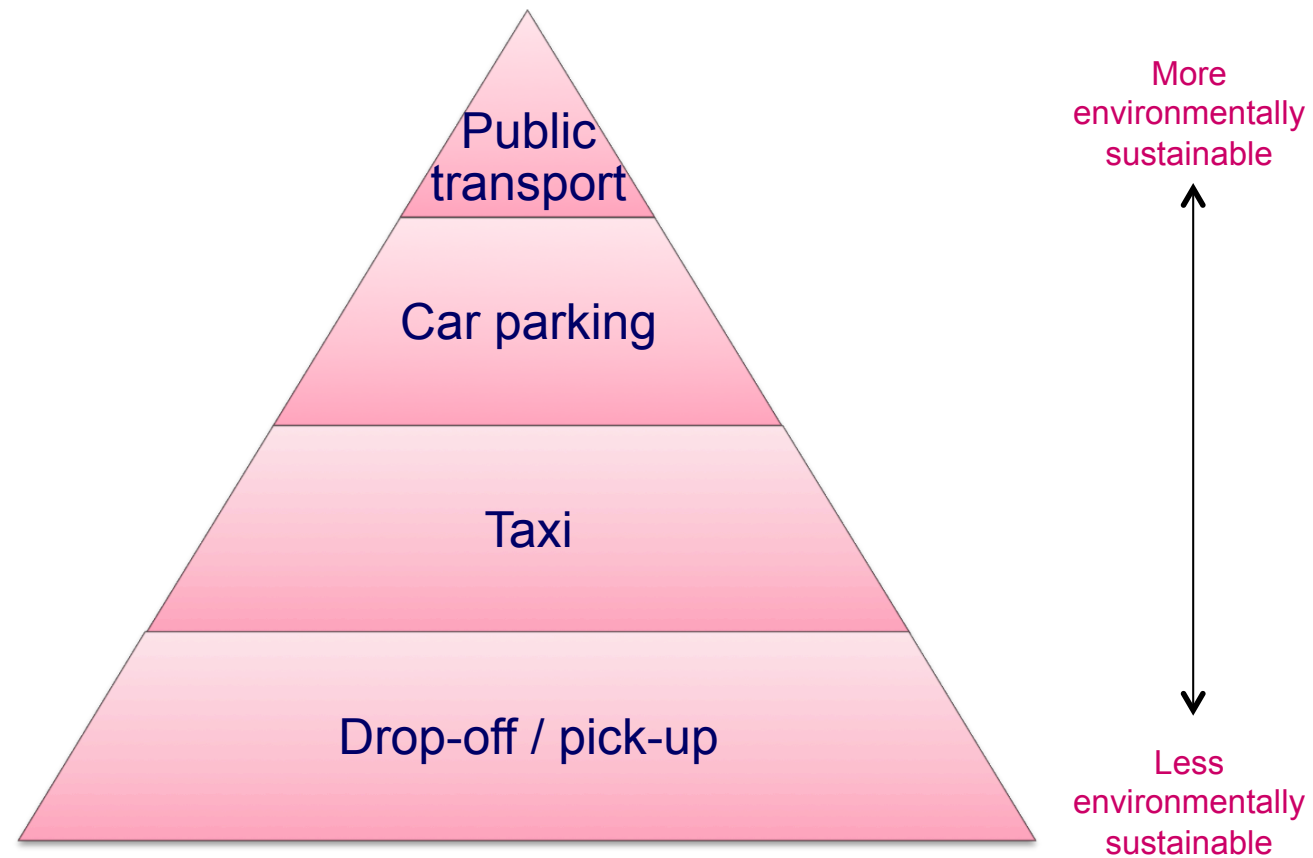 Public
transport
Car parking
Taxi
Drop-off / pick-up
More
environmentally
sustainable
Less
environmentally
sustainable